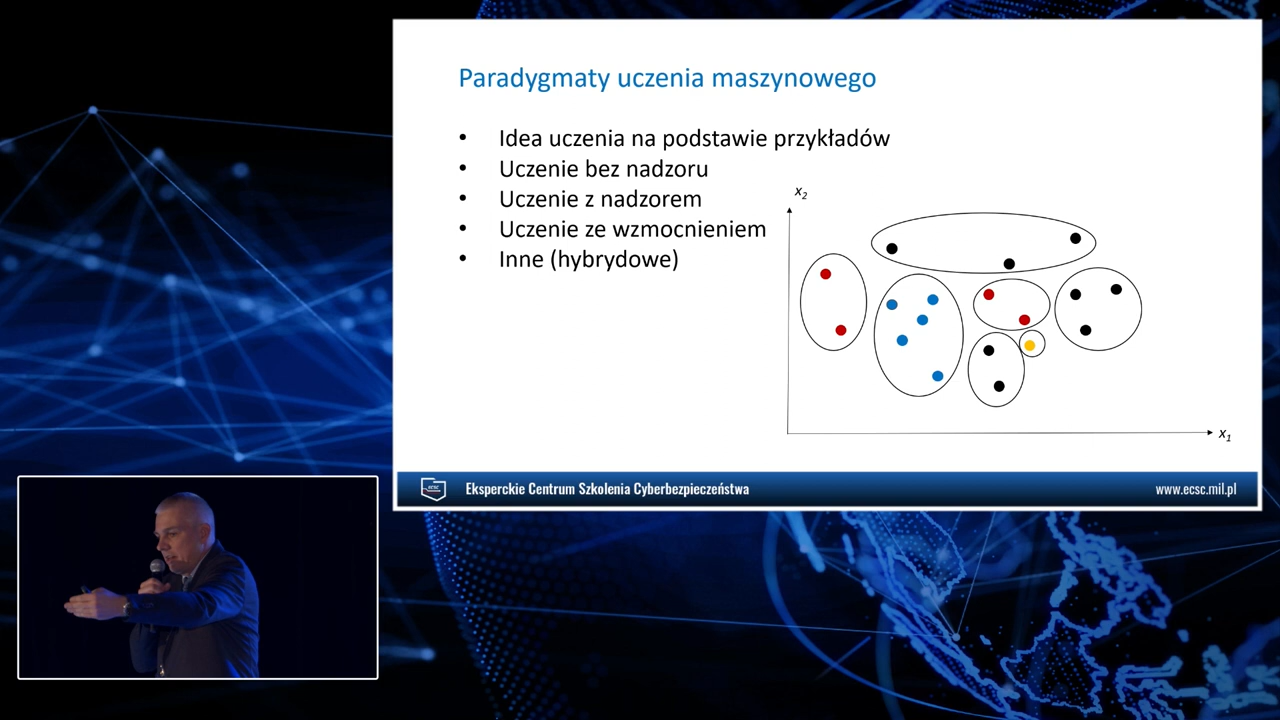 Paradygmaty uczenia maszynowego
• Idea uczenia na podstawie przykładów
• Uczenie bez nadzoru
• Uczenie z nadzorem
• Uczenie ze wzmocnieniem
• Inne (hybrydowe)
x2
x1
ecsc
Eksperckie Centrum Szkolenia Cyberbezpieczeństwa
www.ecsc.mil.pl